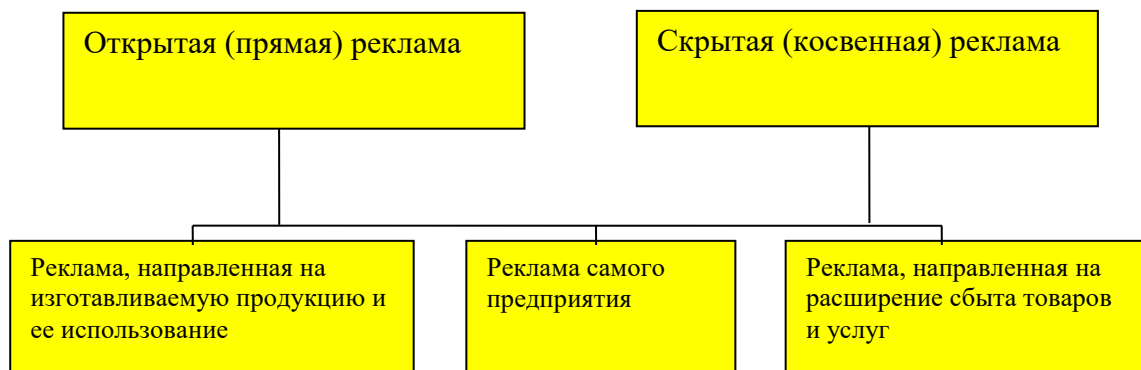 Открытая (прямая) реклама
Скрытая (косвенная) реклама
Реклама, направленная на
изготавливаемую продукцию и
ее использование
Реклама самого
предприятия
Реклама, направленная на
расширение сбыта товаров
и услуг